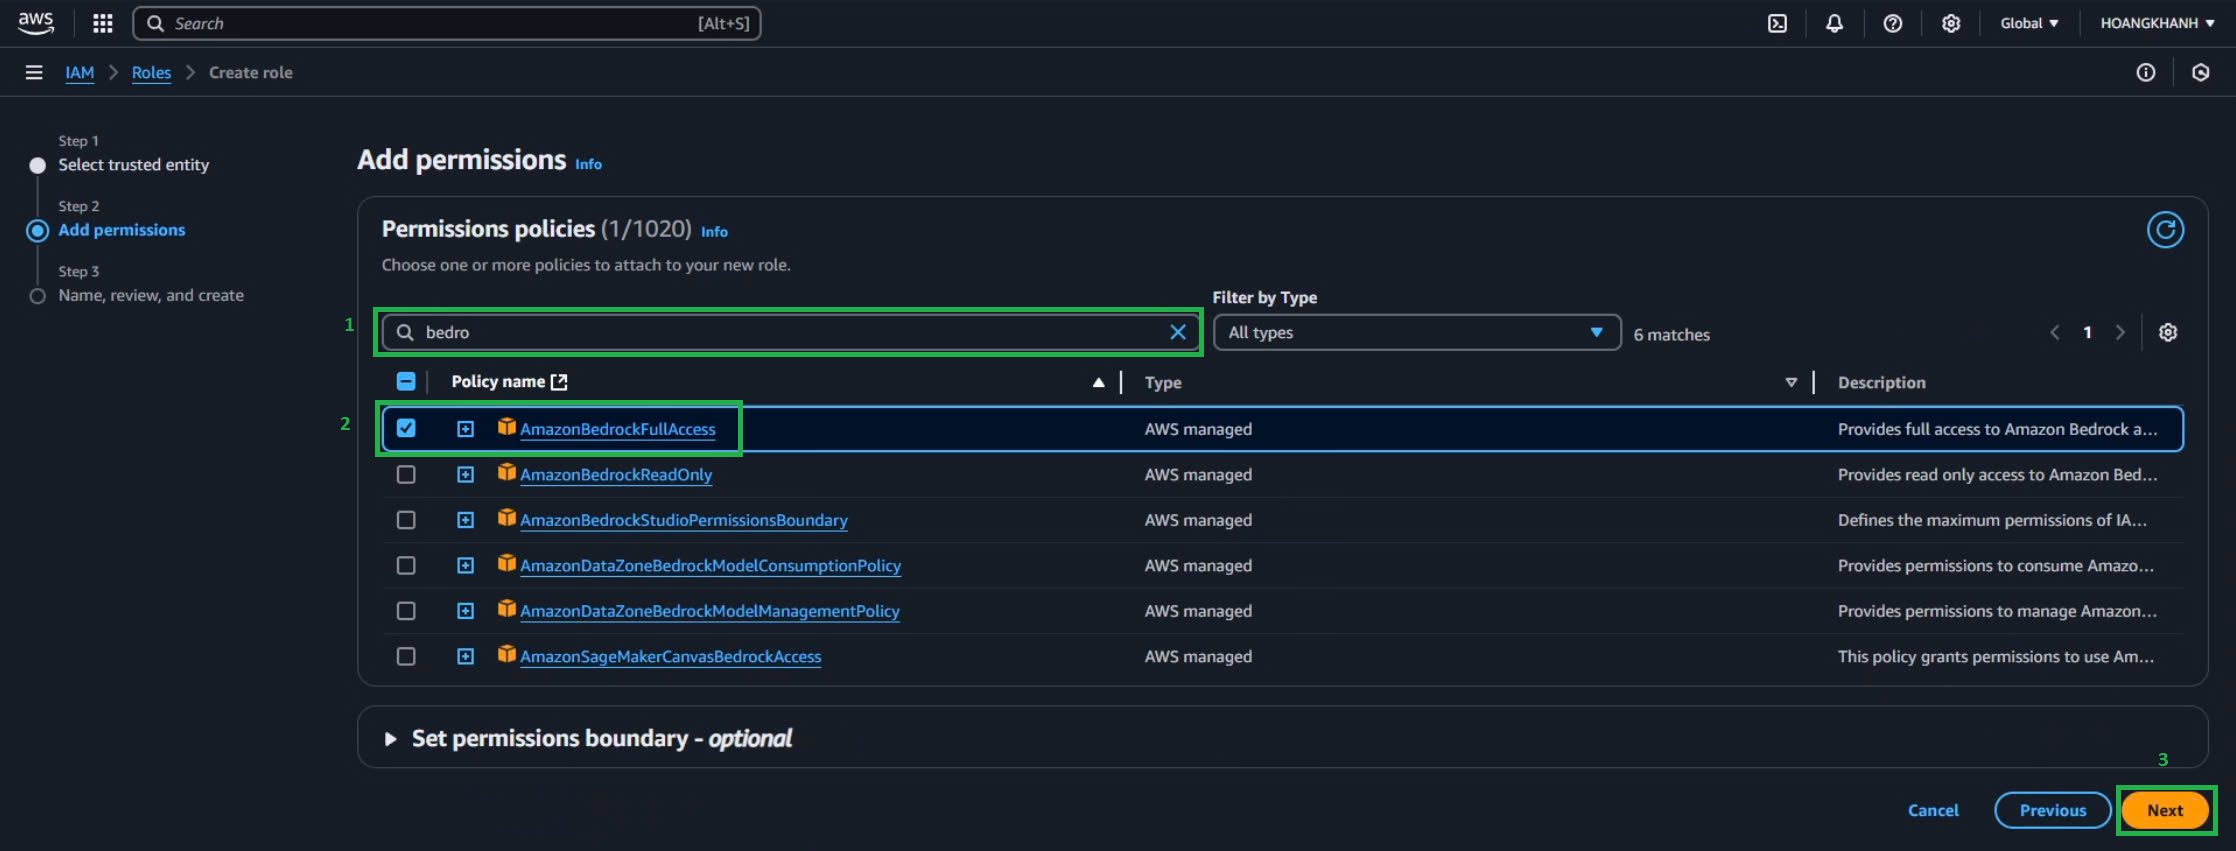 aws
Search [Alt+S] Global HOANGKHANH
IAM Roles Create role
Step 1
Select trusted entity
Step 2
Add permissions
Step 3
Name, review, and create
Add permissions Info
Permissions policies (1/1020) Info
Choose one or more policies to attach to your new role.
Filter by Type
1 bedro All types 6 matches 1
Policy name Type Description
2 AmazonBedrockFullAccess AWS managed Provides full access to Amazon Bedrock a...
AmazonBedrockReadOnly AWS managed Provides read only access to Amazon Bed...
AmazonBedrockStudioPermissionsBoundary AWS managed Defines the maximum permissions of IA...
AmazonDataZoneBedrockModelConsumptionPolicy AWS managed Provides permissions to consume Amazo...
AmazonDataZoneBedrockModelManagementPolicy AWS managed Provides permissions to manage Amazon...
AmazonSageMakerCanvasBedrockAccess AWS managed This policy grants permissions to use Am...
Set permissions boundary - optional
3
Cancel Previous Next